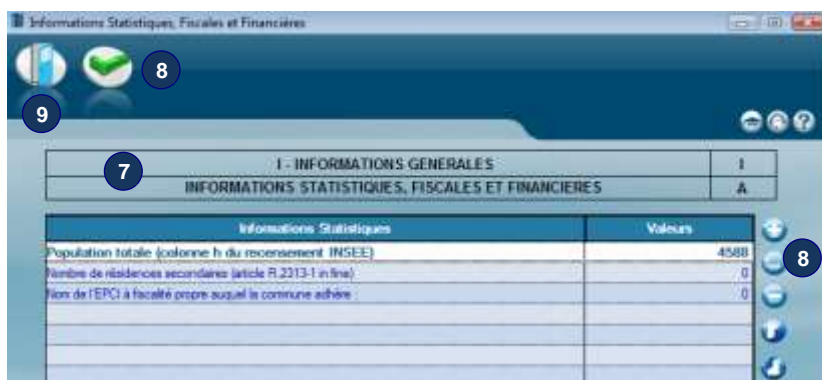 Informations Statistiques, Fiscales et Financières
8
9
7
I - INFORMATIONS GENERALES I
INFORMATIONS STATISTIQUES, FISCALES ET FINANCIERES A
Informations Statistiques Valeurs
Population totale (colonne h du recensement INSEE) 4588
8
Nombre de résidences secondaires (article R.2313-1 in fine) 0
Nom de l'EPCI à fiscalité propre auquel la commune adhère : 0